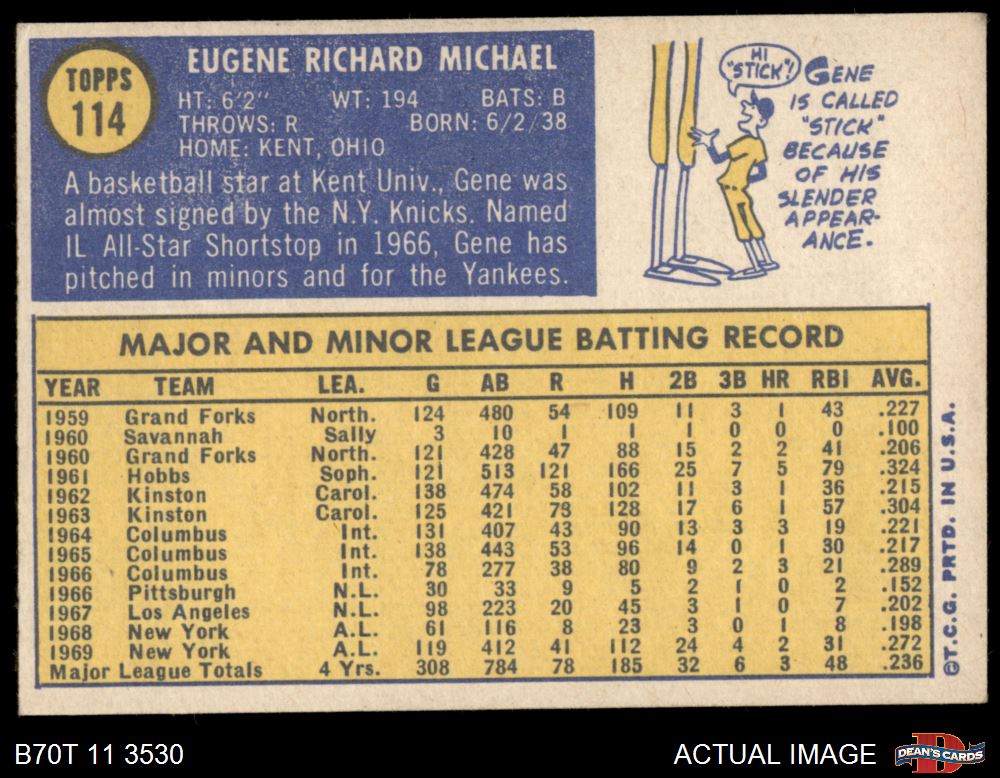 TOPPS
114
EUGENE RICHARD MICHAEL
HT: 6'2" WT: 194 BATS: B
THROWS: R BORN: 6/2/38
HOME: KENT, OHIO
A basketball star at Kent Univ., Gene was
almost signed by the N.Y. Knicks. Named
IL All-Star Shortstop in 1966, Gene has
pitched in minors and for the Yankees.
HI
"STICK"!
GENE
IS CALLED
"STICK"
BECAUSE
OF HIS
SLENDER
APPEAR-
ANCE.
MAJOR AND MINOR LEAGUE BATTING RECORD
YEAR TEAM LEA. G AB R H 2B 3B HR RBI AVG.
1959 Grand Forks North. 124 480 54 109 11 3 1 43 .227
1960 Savannah Sally 3 10 1 1 1 0 0 0 .100
1960 Grand Forks North. 121 428 47 88 15 2 2 41 .206
1961 Hobbs Soph. 121 513 121 166 25 7 5 79 .324
1962 Kinston Carol. 138 474 58 102 11 3 1 36 .215
1963 Kinston Carol. 125 421 73 128 17 6 1 57 .304
1964 Columbus Int. 131 407 43 90 13 3 3 19 .221
1965 Columbus Int. 138 443 53 96 14 0 1 30 .217
1966 Columbus Int. 78 277 38 80 9 2 3 21 .289
1966 Pittsburgh N.L. 30 33 9 5 2 1 0 2 .152
1967 Los Angeles N.L. 98 223 20 45 3 1 0 7 .202
1968 New York A.L. 61 116 8 23 3 0 1 8 .198
1969 New York A.L. 119 412 41 112 24 4 2 31 .272
Major League Totals 4 Yrs. 308 784 78 185 32 6 3 48 .236
©T.C.G. PRTD. IN U.S.A.
B70T 11 3530
ACTUAL IMAGE
D
DEAN'S CARDS